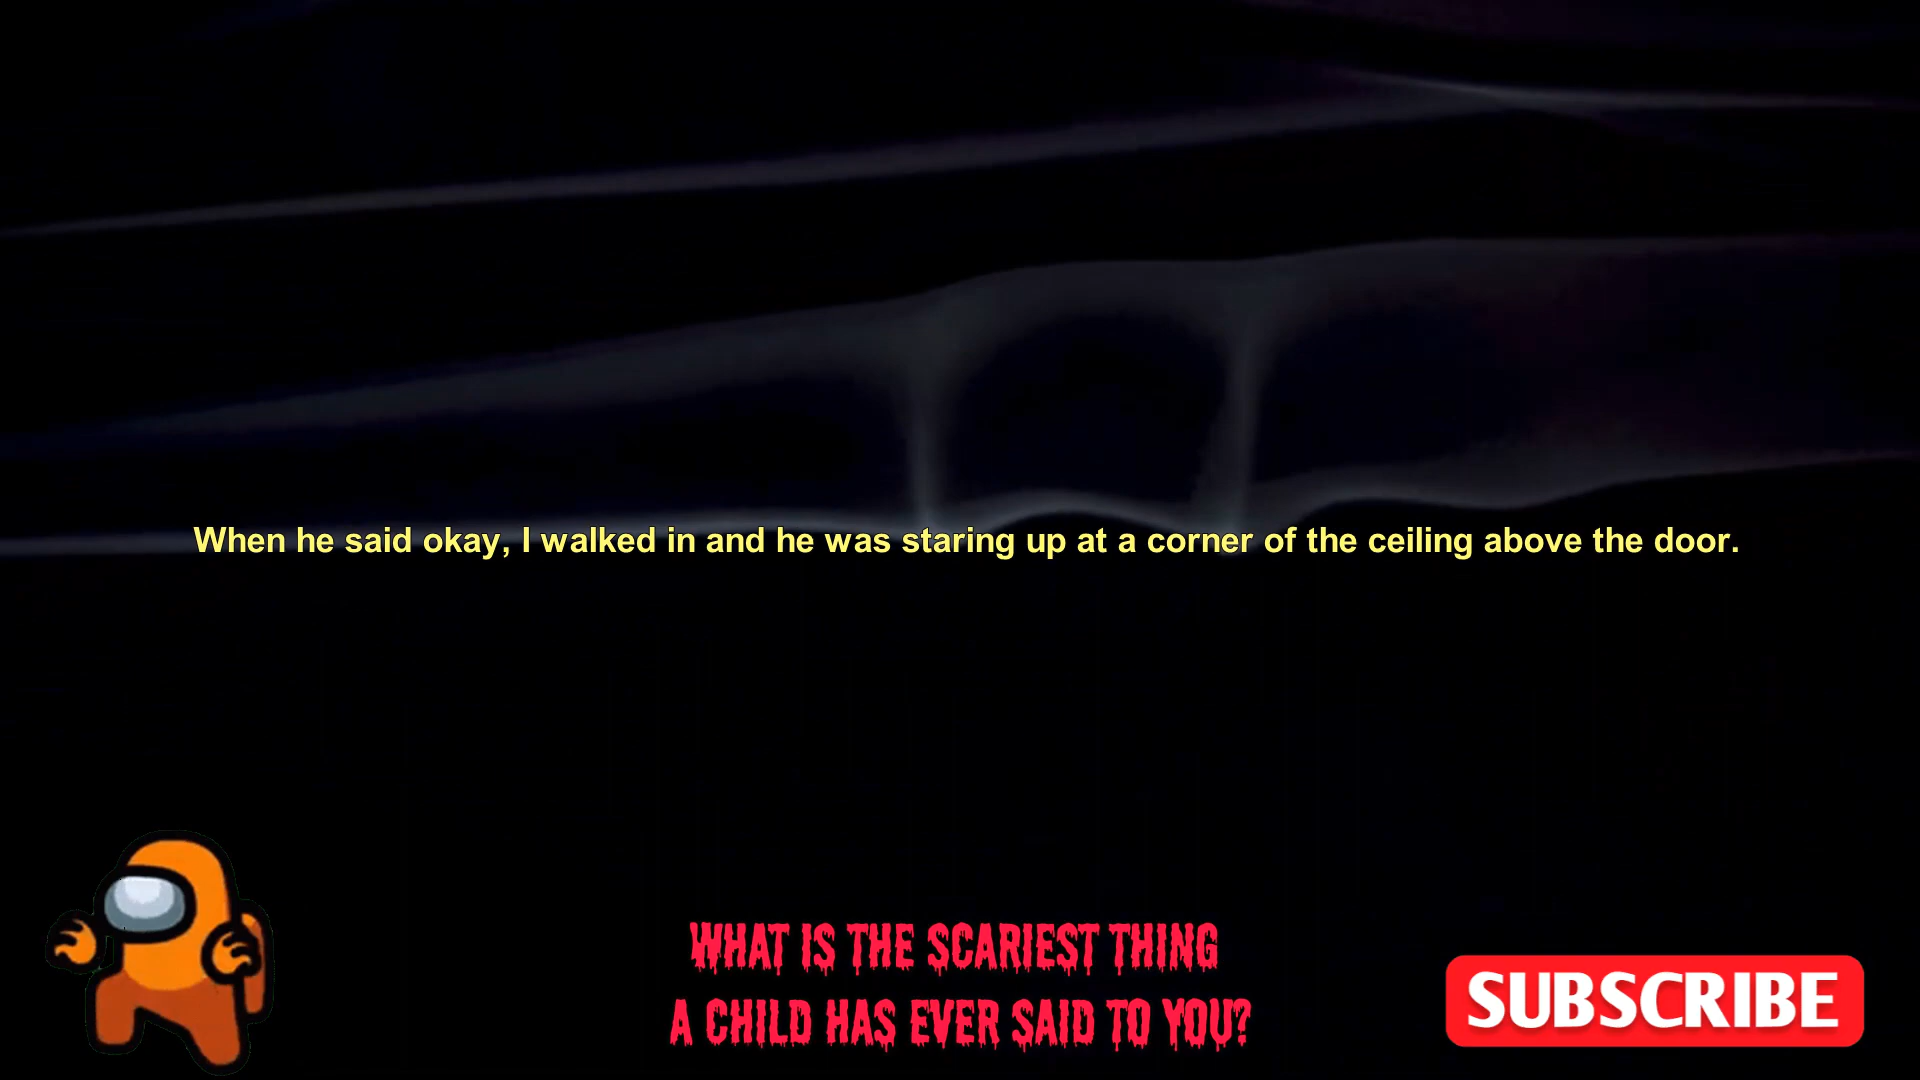 When he said okay, I walked in and he was staring up at a corner of the ceiling above the door.
WHAT IS THE SCARIEST THING
A CHILD HAS EVER SAID TO YOU?
SUBSCRIBE